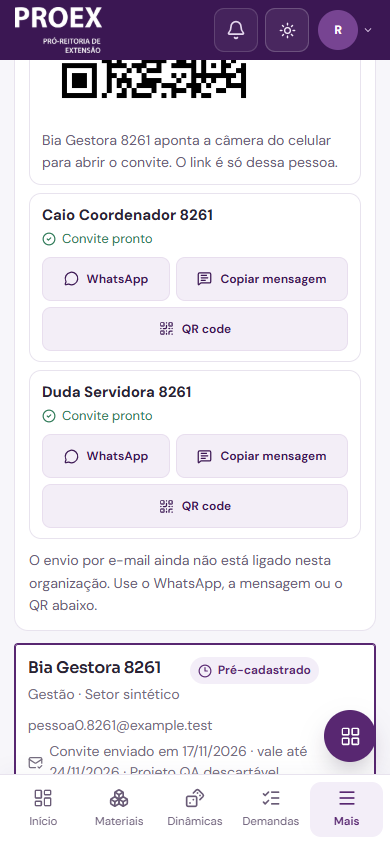 PROEX
PRÓ-REITORIA DE
EXTENSÃO
R
Bia Gestora 8261 aponta a câmera do celular
para abrir o convite. O link é só dessa pessoa.
Caio Coordenador 8261
Convite pronto
WhatsApp
Copiar mensagem
QR code
Duda Servidora 8261
Convite pronto
WhatsApp
Copiar mensagem
QR code
O envio por e-mail ainda não está ligado nesta
organização. Use o WhatsApp, a mensagem ou o
QR abaixo.
Bia Gestora 8261
Pré-cadastrado
Gestão · Setor sintético
pessoa0.8261@example.test
Convite enviado em 17/11/2026 · vale até
24/11/2026 · Projeto QA descartável
Início
Materiais
Dinâmicas
Demandas
Mais